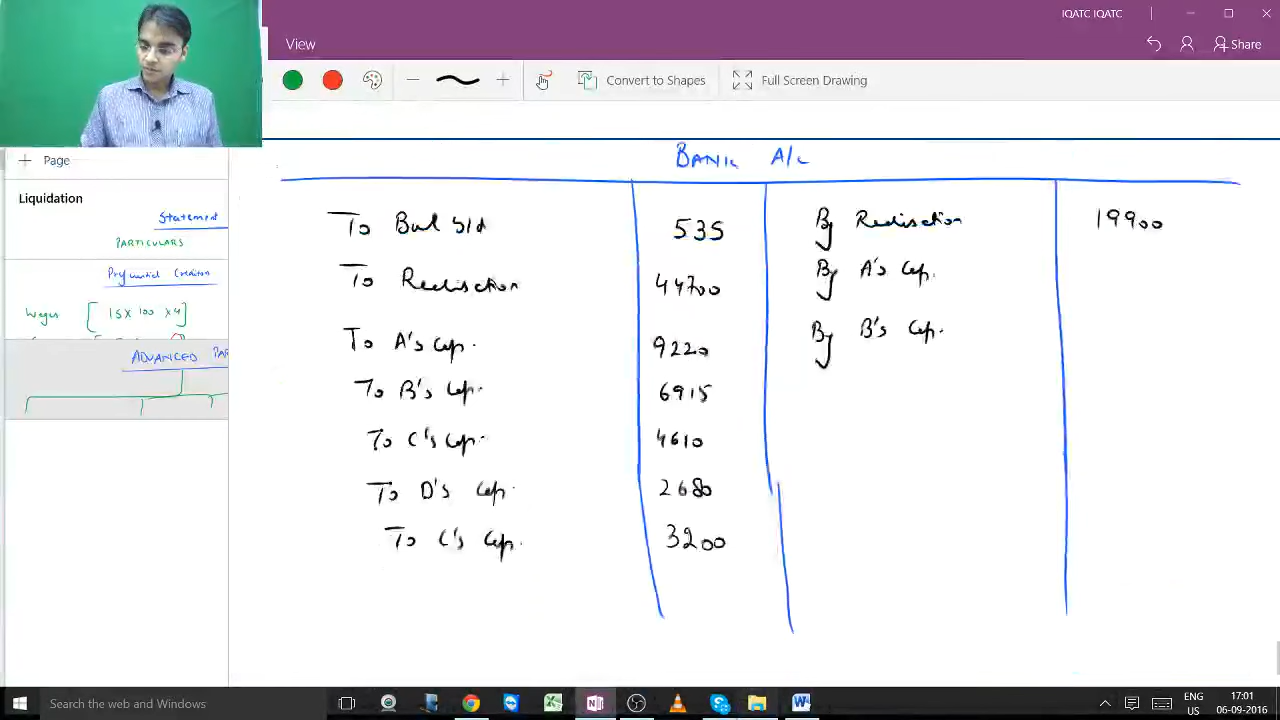 IQATC IQATC
View
Share
Convert to Shapes
Full Screen Drawing
Page
Liquidation
Statement
PARTICULARS
Prefrential Creditors
Wages [15 x 100 x 4]
ADVANCED PAR
BANK A/c
To Bal b/d 535 By Realisation 19900
To Realisation 44700 By A's Cap.
To A's Cap. 9220 By B's Cap.
To B's Cap. 6915
To C's Cap. 4610
To D's Cap. 2680
To C's Cap. 3200
Search the web and Windows
ENG
US
17:01
06-09-2016